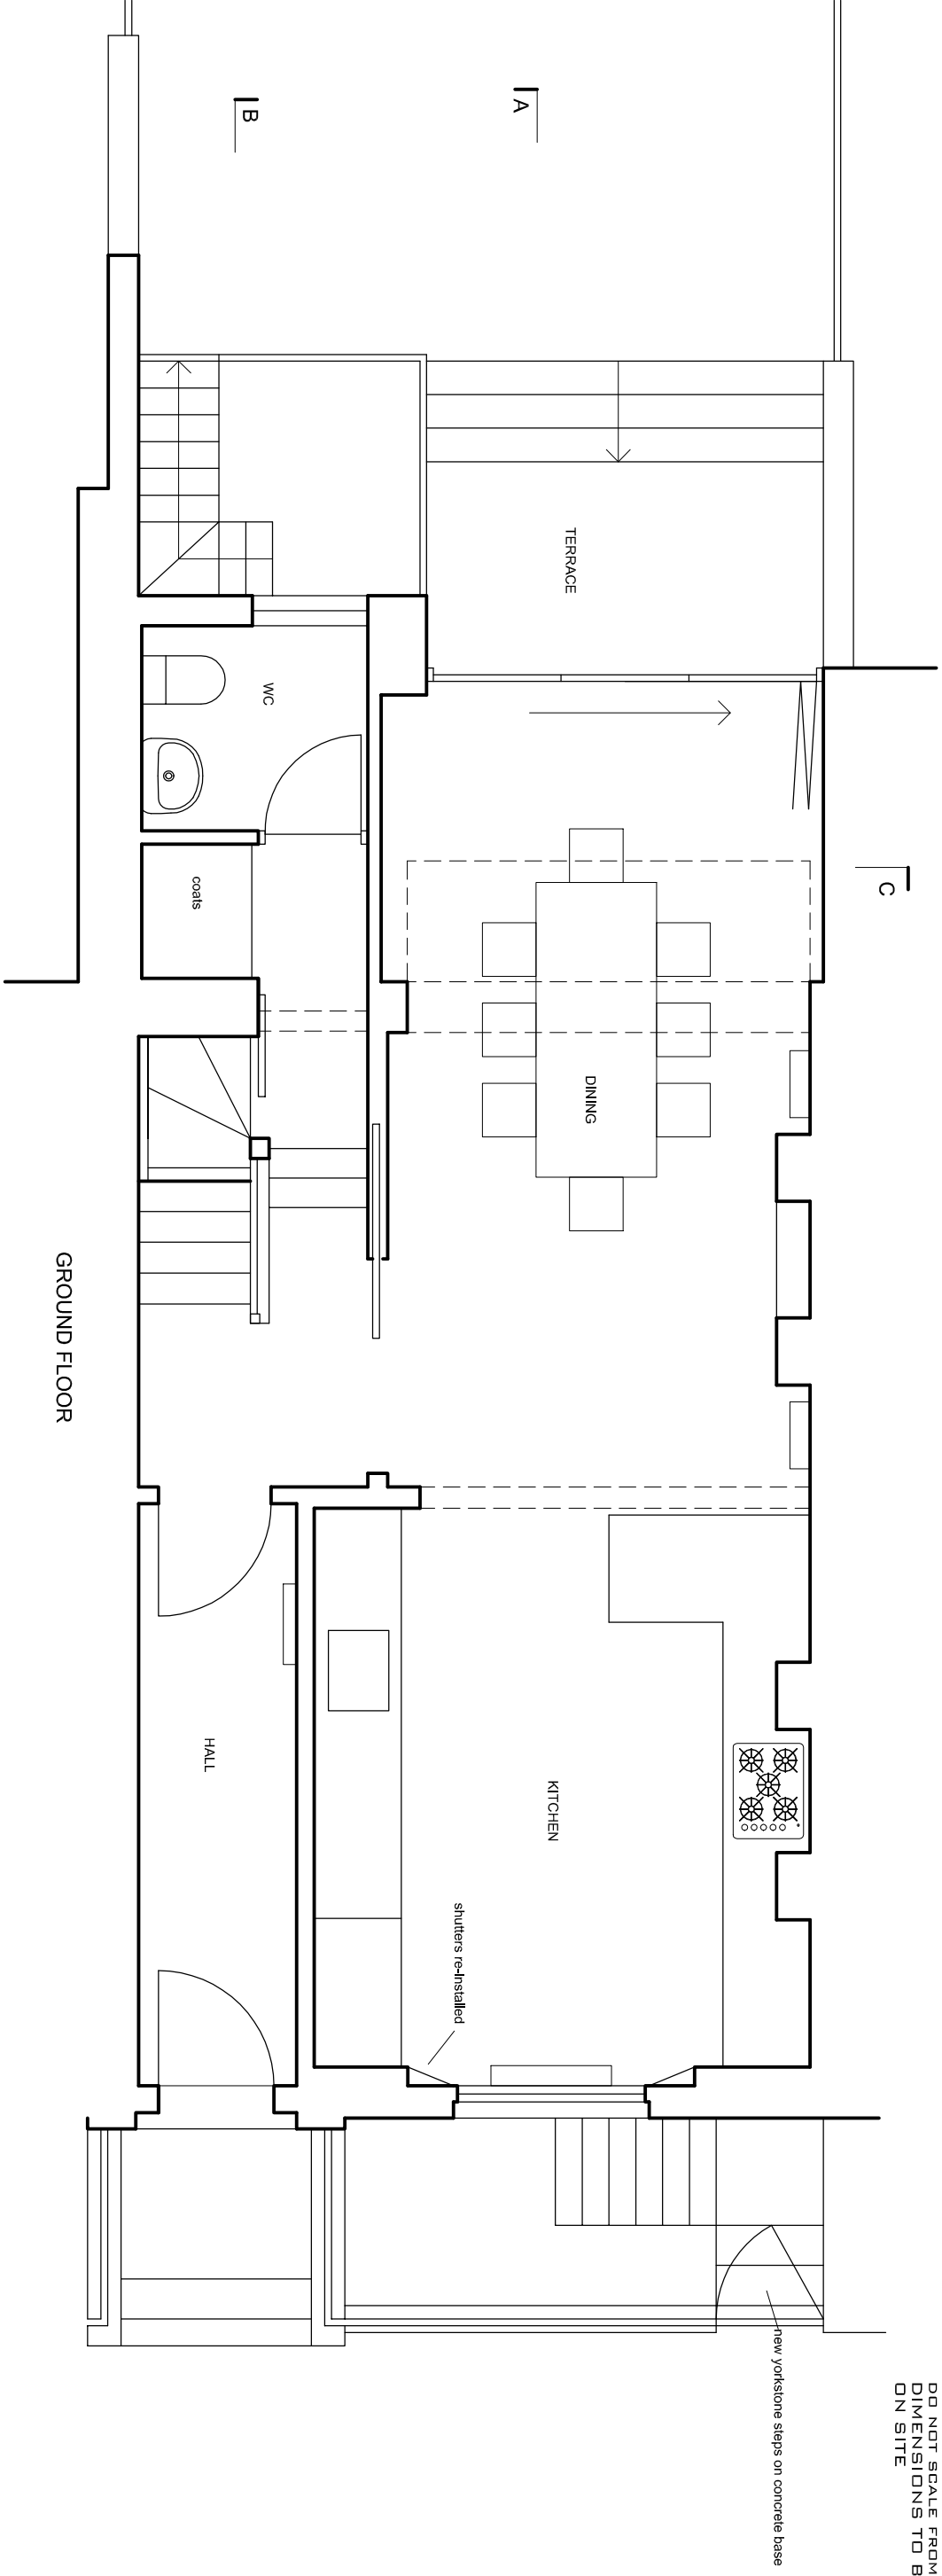 B
A
TERRACE
WC
C
coats
DINING
GROUND FLOOR
HALL
KITCHEN
shutters re-installed
new yorkstone steps on concrete base
DO NOT SCALE FROM
DIMENSIONS TO B
ON SITE